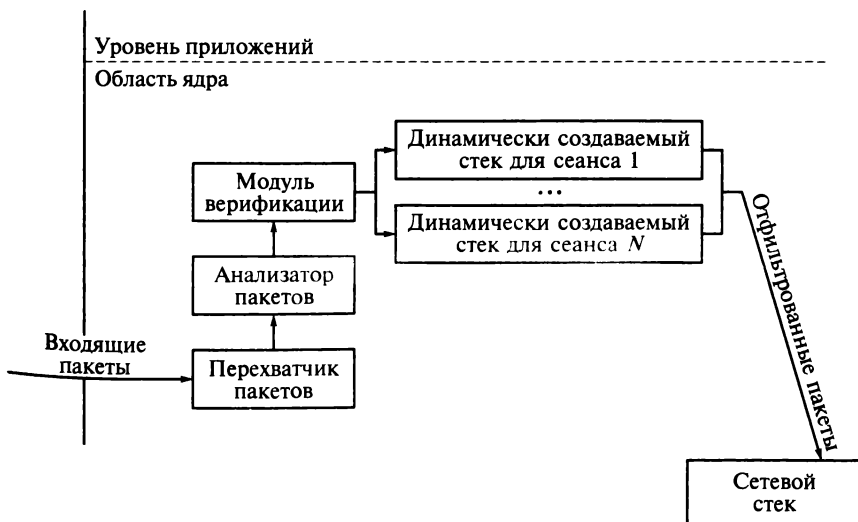 Уровень приложений
Область ядра
Динамически создаваемый
стек для сеанса 1
...
Динамически создаваемый
стек для сеанса N
Модуль
верификации
Анализатор
пакетов
Входящие
пакеты
Перехватчик
пакетов
Отфильтрованные пакеты
Сетевой
стек